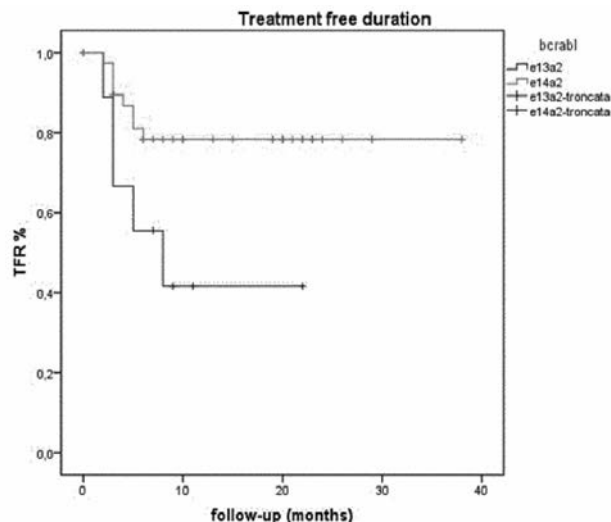 Treatment free duration
bcrabl
e13a2
e14a2
e13a2-troncata
e14a2-troncata
1,0
0,8
0,6
0,4
0,2
0,0
TFR %
0 10 20 30 40
follow-up (months)